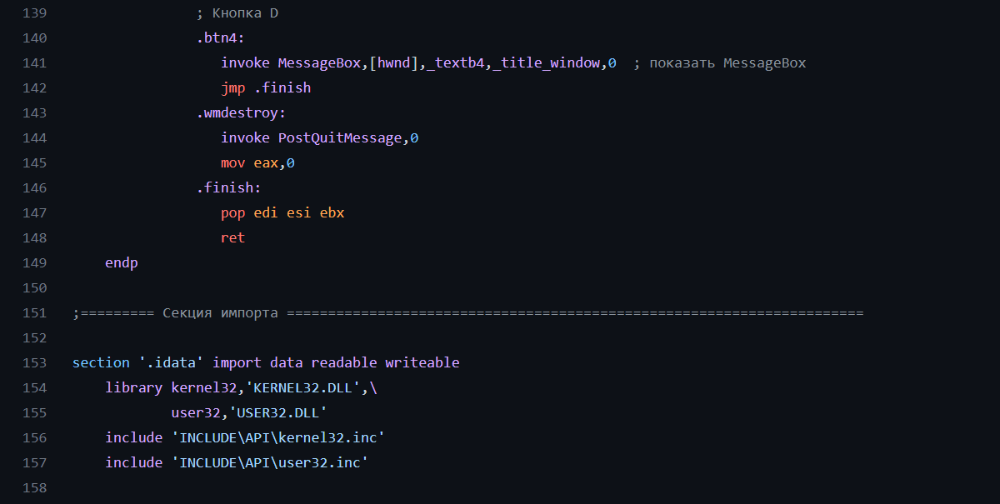 139 ; Кнопка D
140 .btn4:
141 invoke MessageBox,[hwnd],_textb4,_title_window,0 ; показать MessageBox
142 jmp .finish
143 .wmdestroy:
144 invoke PostQuitMessage,0
145 mov eax,0
146 .finish:
147 pop edi esi ebx
148 ret
149 endp
150
151 ;========= Секция импорта ======================================================================
152
153 section '.idata' import data readable writeable
154 library kernel32,'KERNEL32.DLL',\
155 user32,'USER32.DLL'
156 include 'INCLUDE\API\kernel32.inc'
157 include 'INCLUDE\API\user32.inc'
158